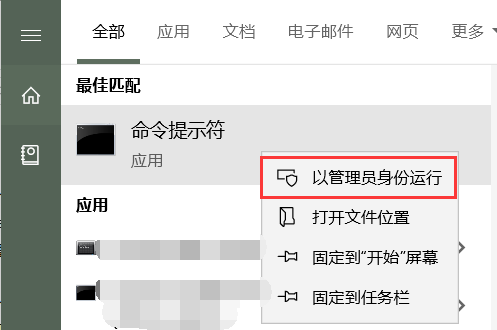 全部 应用 文档 电子邮件 网页 更多
最佳匹配
命令提示符
应用
以管理员身份运行
打开文件位置
应用
固定到"开始"屏幕
固定到任务栏